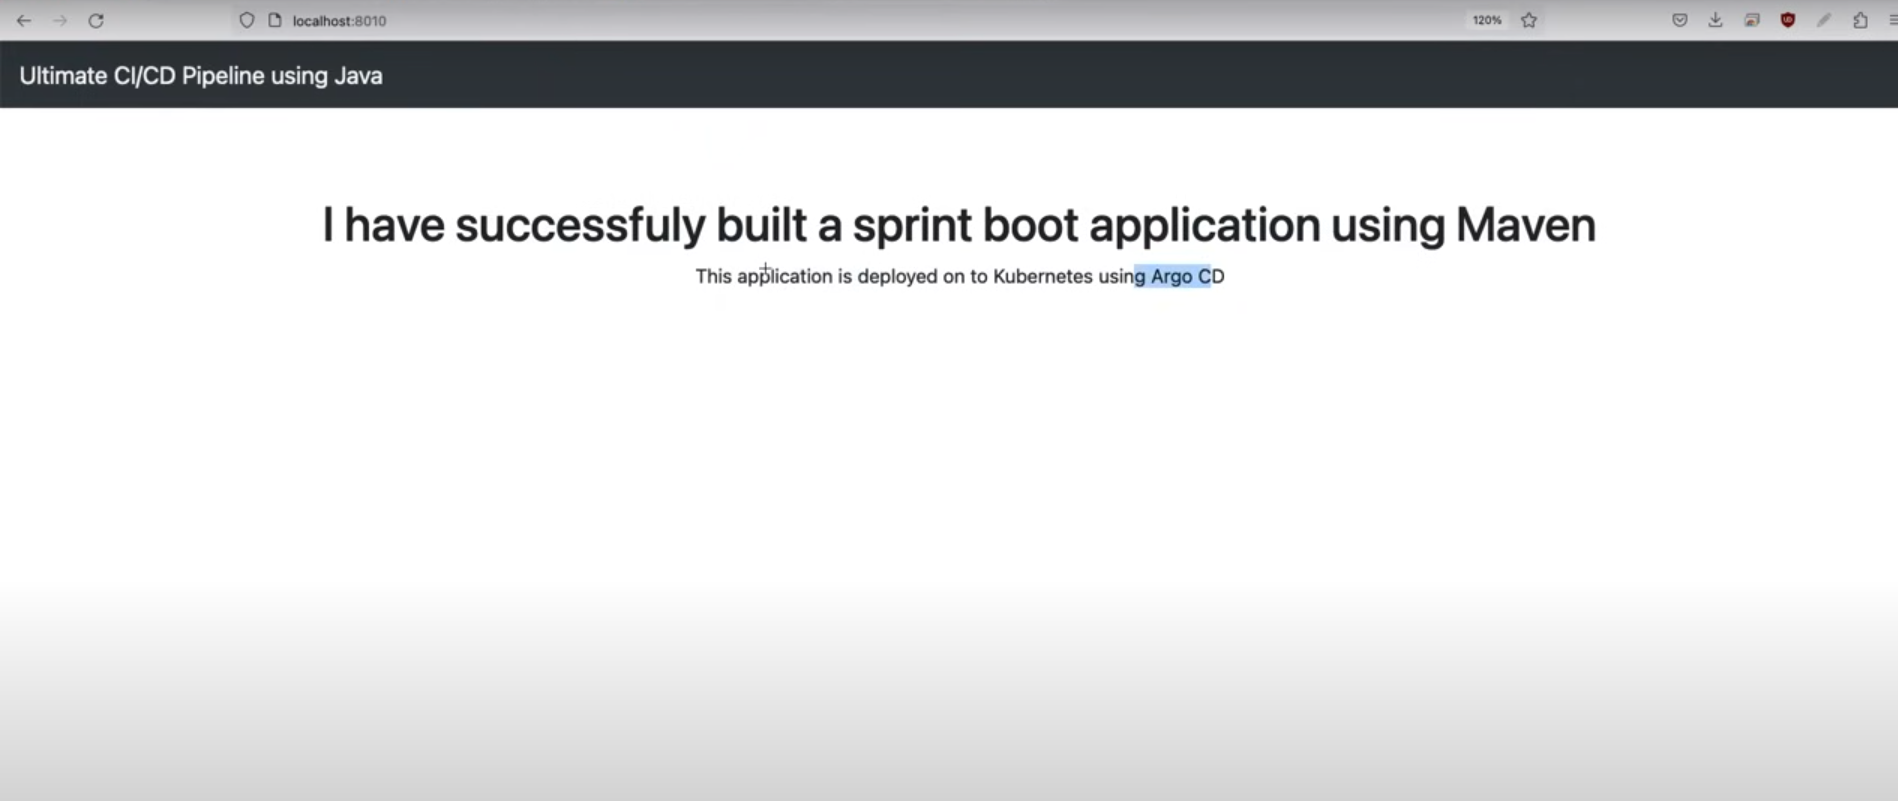 localhost:8010
120%
Ultimate CI/CD Pipeline using Java
I have successfuly built a sprint boot application using Maven
This application is deployed on to Kubernetes using Argo CD